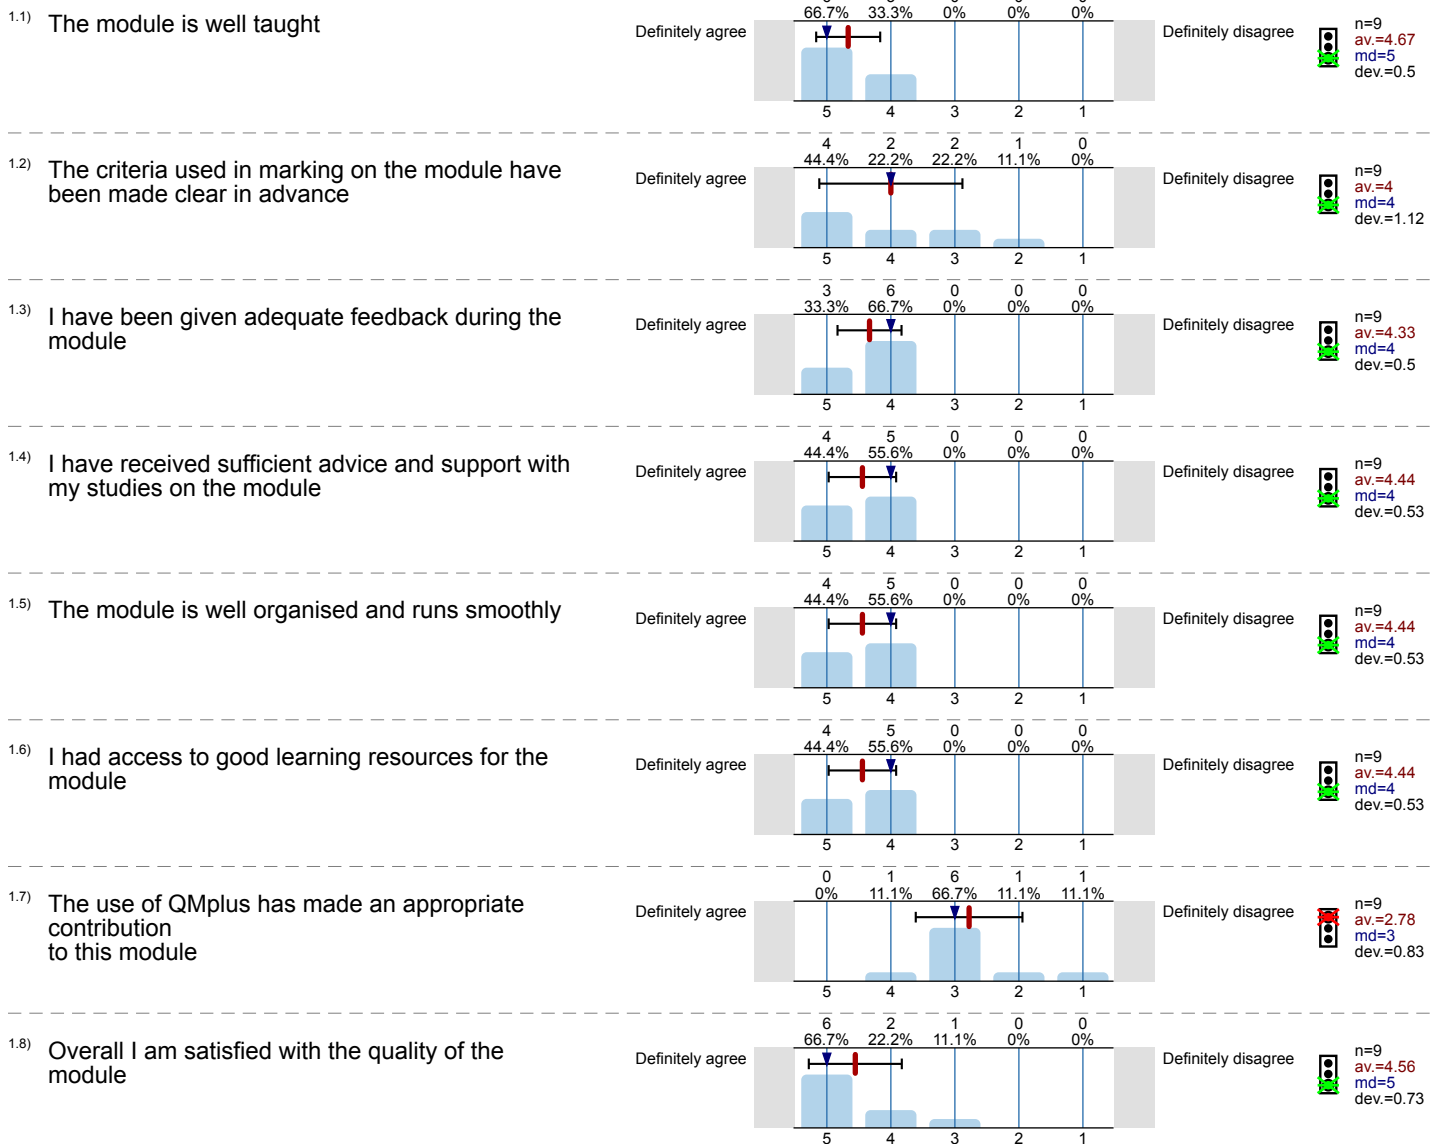 66.7% 33.3% 0% 0% 0%
1.1) The module is well taught
Definitely agree
Definitely disagree
n=9
av.=4.67
md=5
dev.=0.5
5 4 3 2 1
4 2 2 1 0
44.4% 22.2% 22.2% 11.1% 0%
1.2) The criteria used in marking on the module have
been made clear in advance
Definitely agree
Definitely disagree
n=9
av.=4
md=4
dev.=1.12
5 4 3 2 1
3 6 0 0 0
33.3% 66.7% 0% 0% 0%
1.3) I have been given adequate feedback during the
module
Definitely agree
Definitely disagree
n=9
av.=4.33
md=4
dev.=0.5
5 4 3 2 1
4 5 0 0 0
44.4% 55.6% 0% 0% 0%
1.4) I have received sufficient advice and support with
my studies on the module
Definitely agree
Definitely disagree
n=9
av.=4.44
md=4
dev.=0.53
5 4 3 2 1
4 5 0 0 0
44.4% 55.6% 0% 0% 0%
1.5) The module is well organised and runs smoothly
Definitely agree
Definitely disagree
n=9
av.=4.44
md=4
dev.=0.53
5 4 3 2 1
4 5 0 0 0
44.4% 55.6% 0% 0% 0%
1.6) I had access to good learning resources for the
module
Definitely agree
Definitely disagree
n=9
av.=4.44
md=4
dev.=0.53
5 4 3 2 1
0 1 6 1 1
0% 11.1% 66.7% 11.1% 11.1%
1.7) The use of QMplus has made an appropriate
contribution
to this module
Definitely agree
Definitely disagree
n=9
av.=2.78
md=3
dev.=0.83
5 4 3 2 1
6 2 1 0 0
66.7% 22.2% 11.1% 0% 0%
1.8) Overall I am satisfied with the quality of the
module
Definitely agree
Definitely disagree
n=9
av.=4.56
md=5
dev.=0.73
5 4 3 2 1